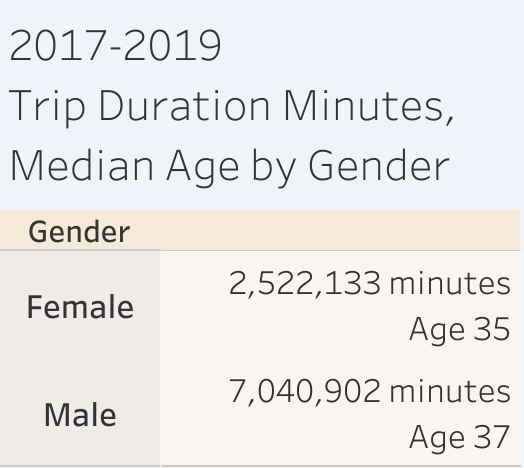 2017-2019
Trip Duration Minutes,
Median Age by Gender
Gender
Female
2,522,133 minutes
Age 35
Male
7,040,902 minutes
Age 37